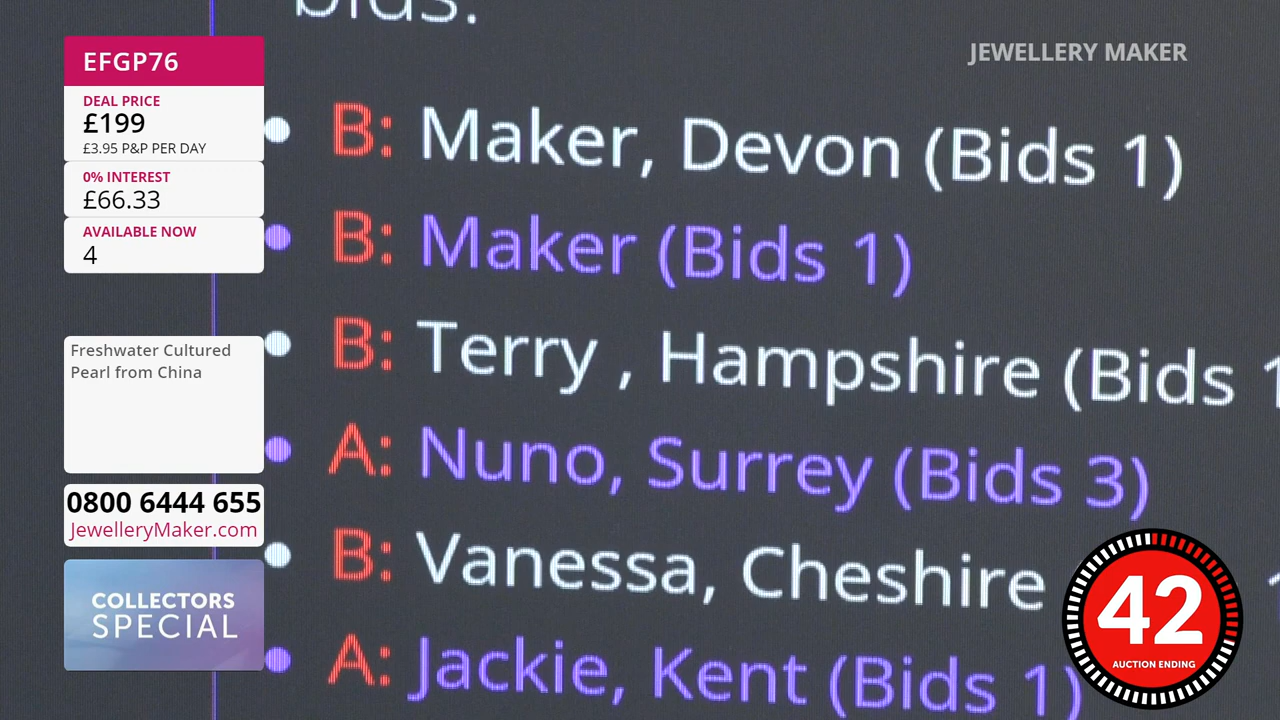 bids.
EFGP76
JEWELLERY MAKER
DEAL PRICE
£199
£3.95 P&P PER DAY
0% INTEREST
£66.33
AVAILABLE NOW
4
B: Maker, Devon (Bids 1)
B: Maker (Bids 1)
B: Terry , Hampshire (Bids 1
A: Nuno, Surrey (Bids 3)
B: Vanessa, Cheshire
A: Jackie, Kent (Bids 1)
Freshwater Cultured
Pearl from China
0800 6444 655
JewelleryMaker.com
COLLECTORS
SPECIAL
42
AUCTION ENDING